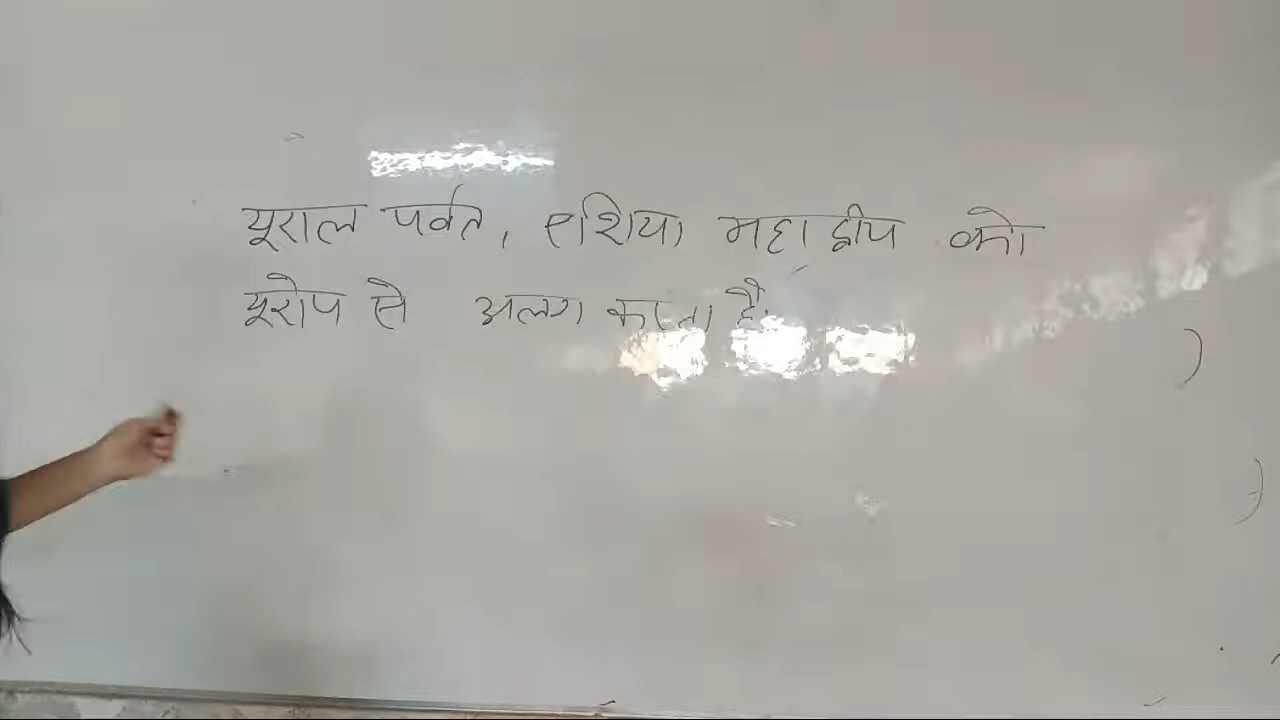 यूराल पर्वत, एशिया महाद्वीप को
यूरोप से अलग करता है.